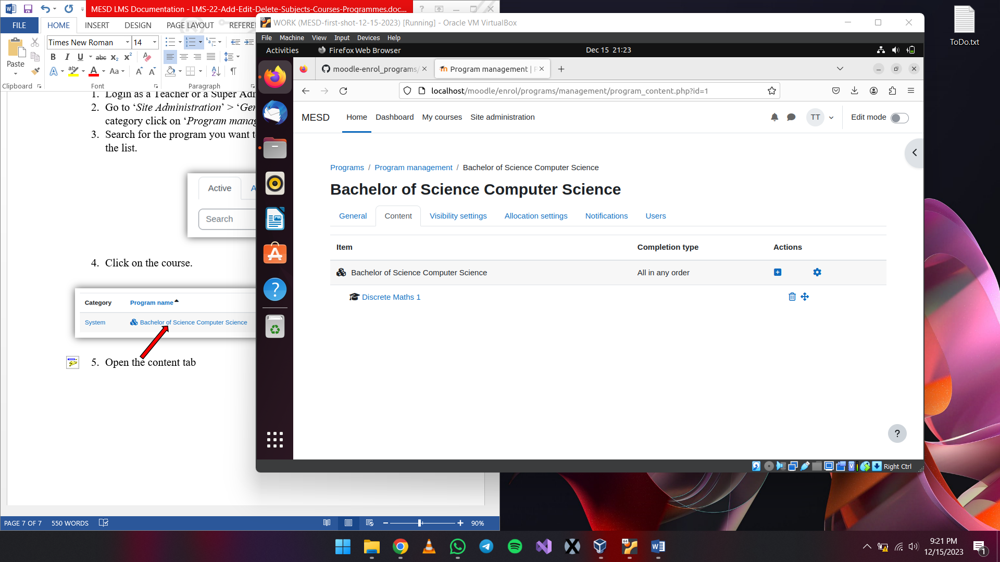 MESD LMS Documentation - LMS-22-Add-Edit-Delete-Subjects-Courses-Programmes.doc...
FILE
HOME
INSERT
DESIGN
PAGE LAYOUT
REFERE
Times New Roman
14
Paste
Clipboard
Font
Paragraph
1. Login as a Teacher or a Super Adr
2. Go to ‘Site Administration’ > ‘Ger
category click on ‘Program manag
3. Search for the program you want t
the list.
Active
A
Search
4. Click on the course.
Category
Program name
System
Bachelor of Science Computer Science
5. Open the content tab
PAGE 7 OF 7
550 WORDS
90%
WORK (MESD-first-shot-12-15-2023) [Running] - Oracle VM VirtualBox
File
Machine
View
Input
Devices
Help
Activities
Firefox Web Browser
Dec 15 21:23
moodle-enrol_programs/
Program management | P
localhost/moodle/enrol/programs/management/program_content.php?id=1
MESD
Home
Dashboard
My courses
Site administration
TT
Edit mode
Programs / Program management / Bachelor of Science Computer Science
Bachelor of Science Computer Science
General
Content
Visibility settings
Allocation settings
Notifications
Users
Item
Completion type
Actions
Bachelor of Science Computer Science
All in any order
Discrete Maths 1
?
Right Ctrl
ToDo.txt
9:21 PM
12/15/2023
1